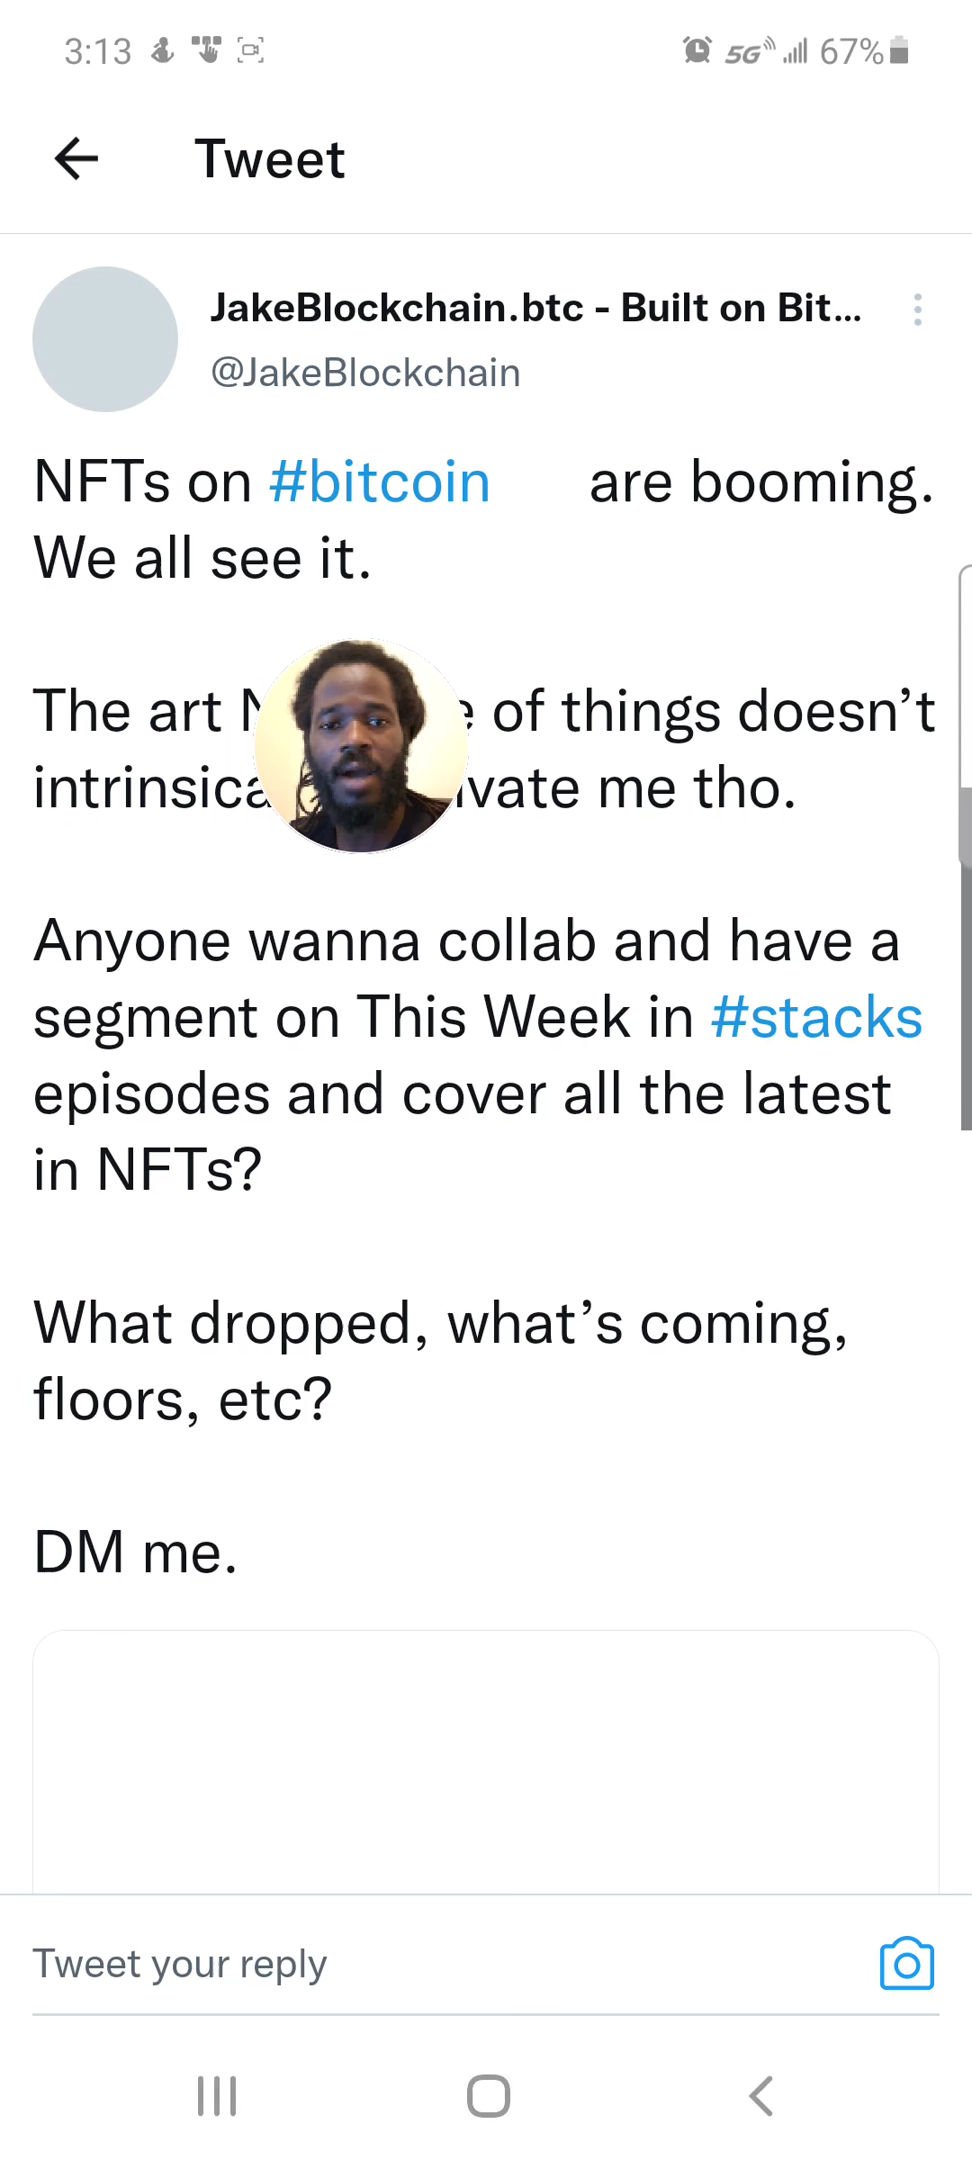 3:13 5G 67%
Tweet
JakeBlockchain.btc - Built on Bit...
@JakeBlockchain
NFTs on #bitcoin are booming.
We all see it.
The art of things doesn’t
me tho.
Anyone wanna collab and have a
segment on This Week in #stacks
episodes and cover all the latest
in NFTs?
What dropped, what’s coming,
floors, etc?
DM me.
Tweet your reply